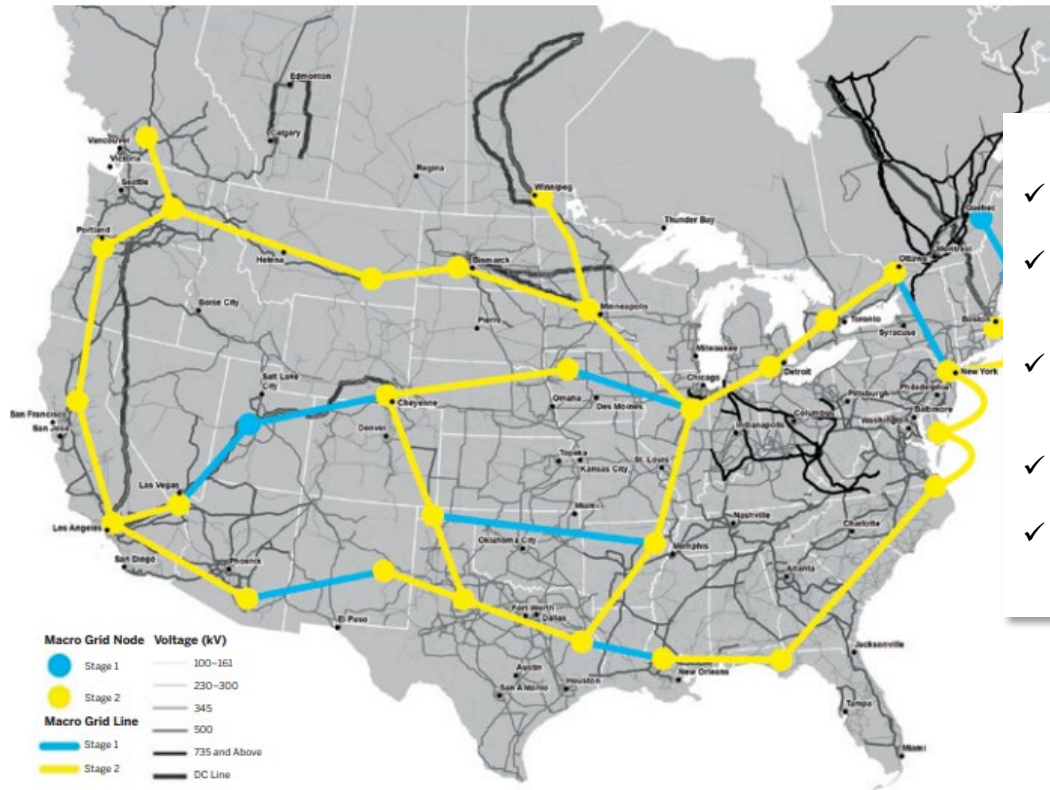 Edmonton
Calgary
Vancouver
Victoria
Seattle
Regina
Winnipeg
Thunder Bay
Quebec
Montreal
Ottawa
Portland
Helena
Bismarck
Minneapolis
Toronto
Syracuse
Boston
Boise City
Pierre
Milwaukee
Detroit
New York
Salt Lake
City
Chicago
Philadelphia
Pittsburgh
Cheyenne
Omaha
Des Moines
Columbus
Baltimore
Washington
San Francisco
San Jose
Denver
Indianapolis
Topeka
Kansas City
St. Louis
Las Vegas
Miami
Nashville
Los Angeles
Oklahoma City
Memphis
Charlotte
San Diego
Phoenix
Atlanta
Fort Worth
Dallas
El Paso
Jacksonville
Austin
New Orleans
San Antonio
Houston
Tampa
Miami
Macro Grid Node
Stage 1
Stage 2
Macro Grid Line
Stage 1
Stage 2
Voltage (kV)
100–161
230–300
345
500
735 and Above
DC Line